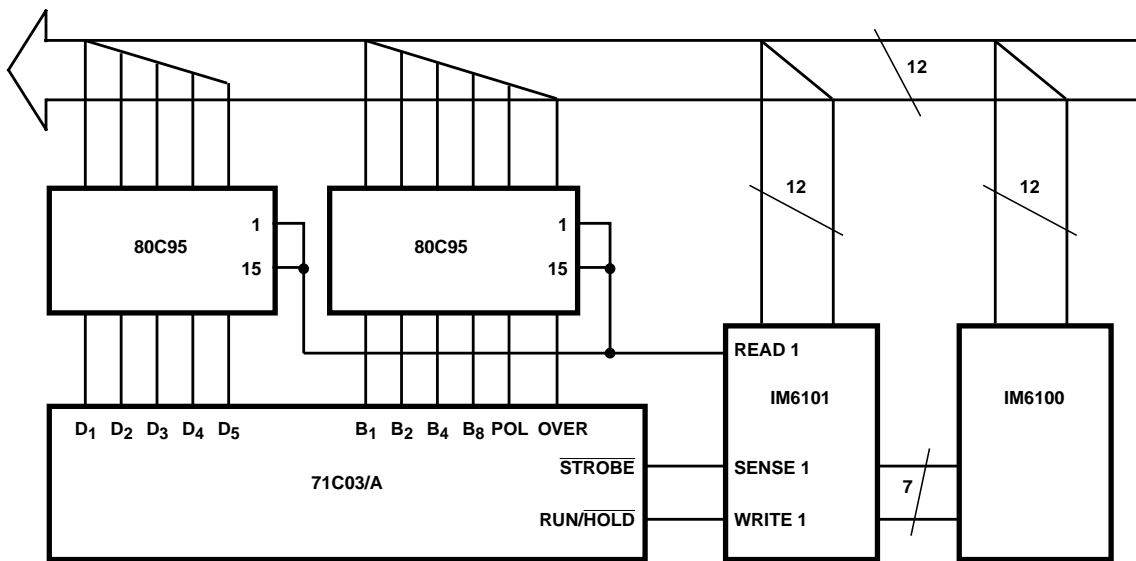 12
12
12
1
80C95
15
1
80C95
15
READ 1
IM6101
IM6100
D1 D2 D3 D4 D5 B1 B2 B4 B8 POL OVER
STROBE
SENSE 1
71C03/A
7
RUN/HOLD
WRITE 1